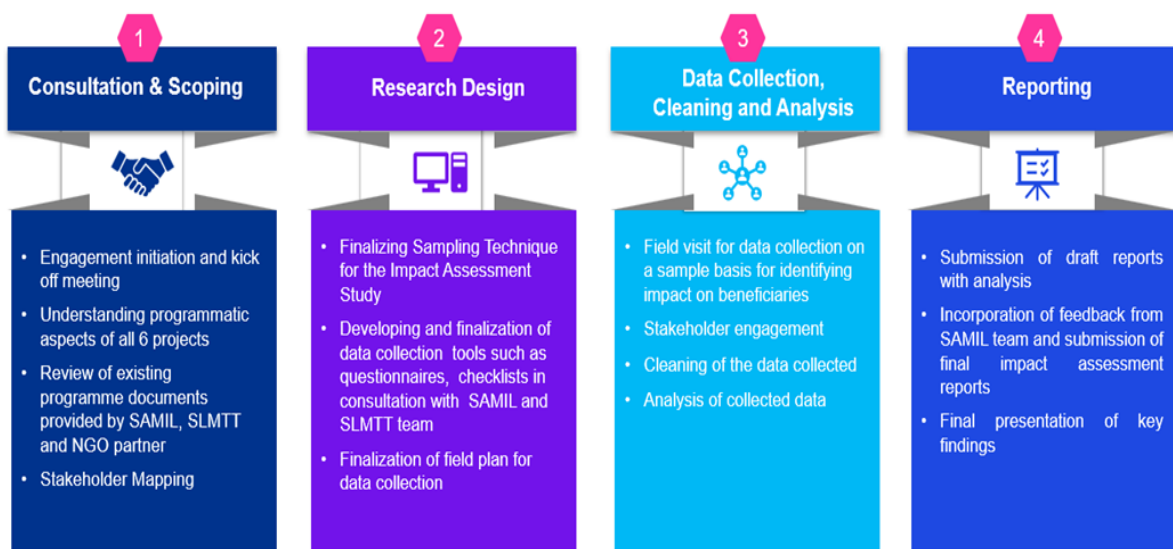 1
Consultation & Scoping
• Engagement initiation and kick
off meeting
• Understanding programmatic
aspects of all 6 projects
• Review of existing
programme documents
provided by SAMIL, SLMTT
and NGO partner
• Stakeholder Mapping
2
Research Design
• Finalizing Sampling Technique
for the Impact Assessment
Study
• Developing and finalization of
data collection tools such as
questionnaires, checklists in
consultation with SAMIL and
SLMTT team
• Finalization of field plan for
data collection
3
Data Collection,
Cleaning and Analysis
• Field visit for data collection on
a sample basis for identifying
impact on beneficiaries
• Stakeholder engagement
• Cleaning of the data collected
• Analysis of collected data
4
Reporting
• Submission of draft reports
with analysis
• Incorporation of feedback from
SAMIL team and submission of
final impact assessment
reports
• Final presentation of key
findings